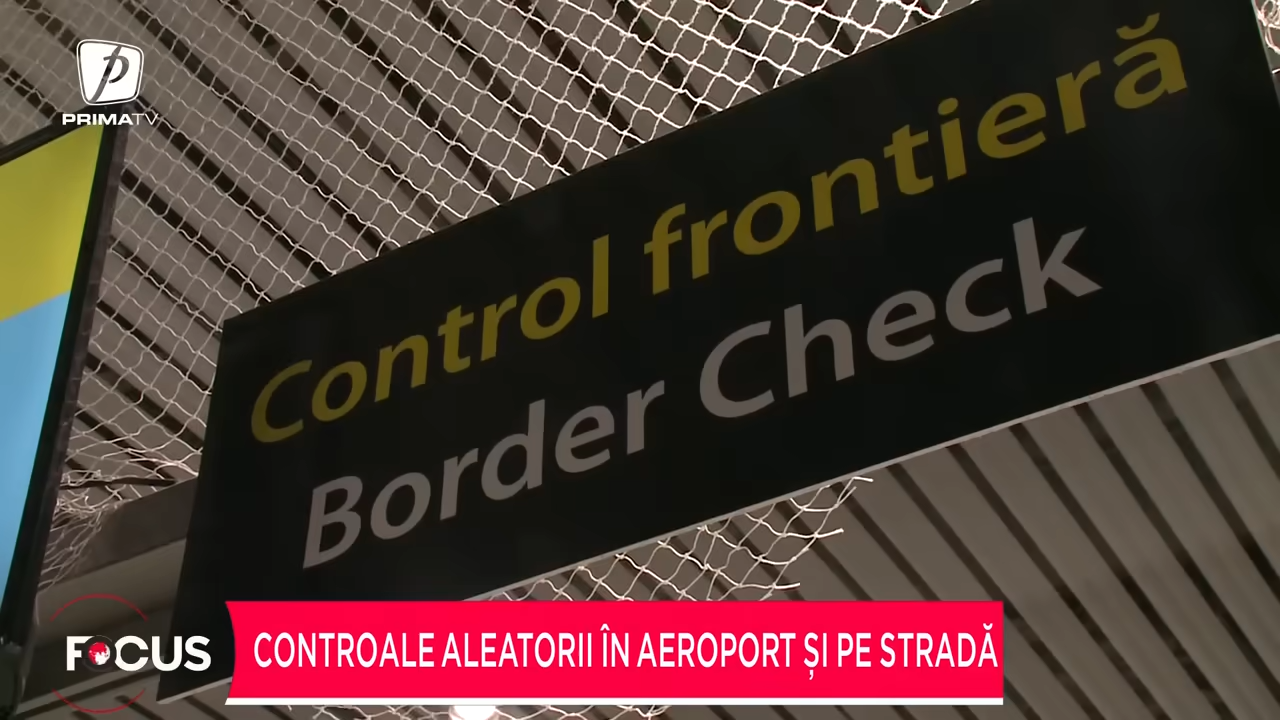 PRIMATV
Control frontieră
Border Check
FOCUS
CONTROALE ALEATORII ÎN AEROPORT ȘI PE STRADĂ